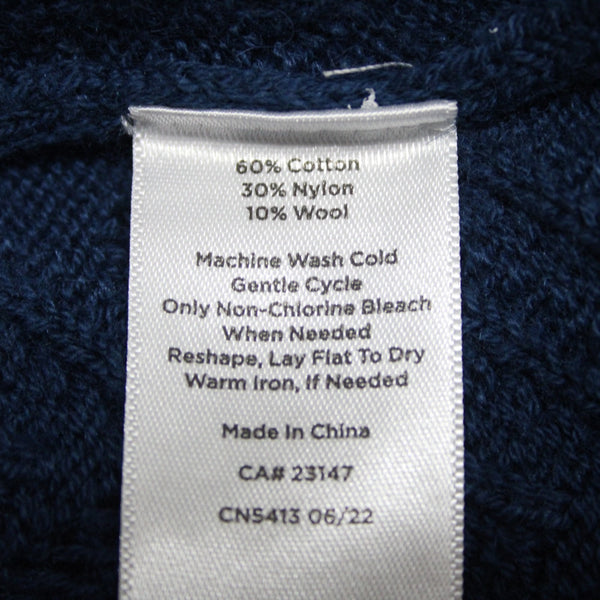 60% Cotton
30% Nylon
10% Wool
Machine Wash Cold
Gentle Cycle
Only Non-Chlorine Bleach
When Needed
Reshape, Lay Flat To Dry
Warm Iron, If Needed
Made In China
CA# 23147
CN5413 06/22